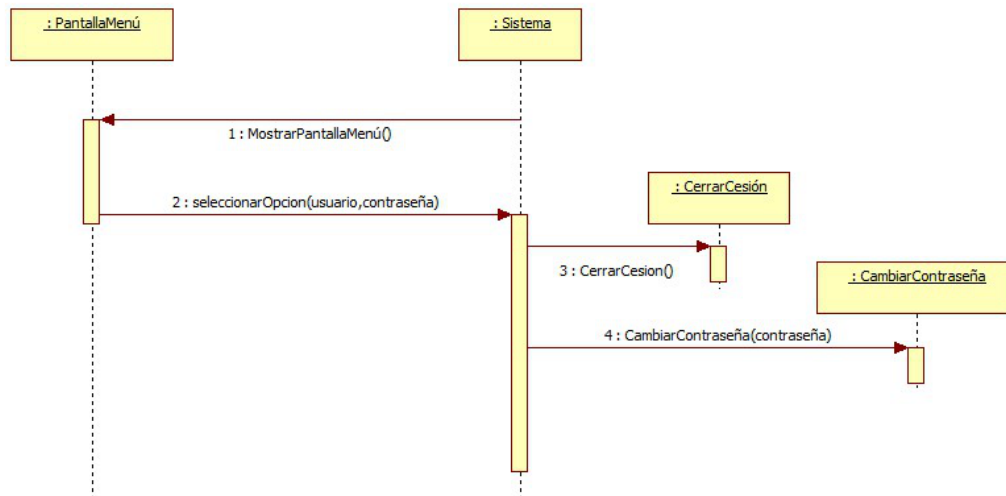 : PantallaMenú
: Sistema
1 : MostrarPantallaMenú()
: CerrarCesión
2 : seleccionarOpcion(usuario,contraseña)
3 : CerrarCesion()
: CambiarContraseña
4 : CambiarContraseña(contraseña)